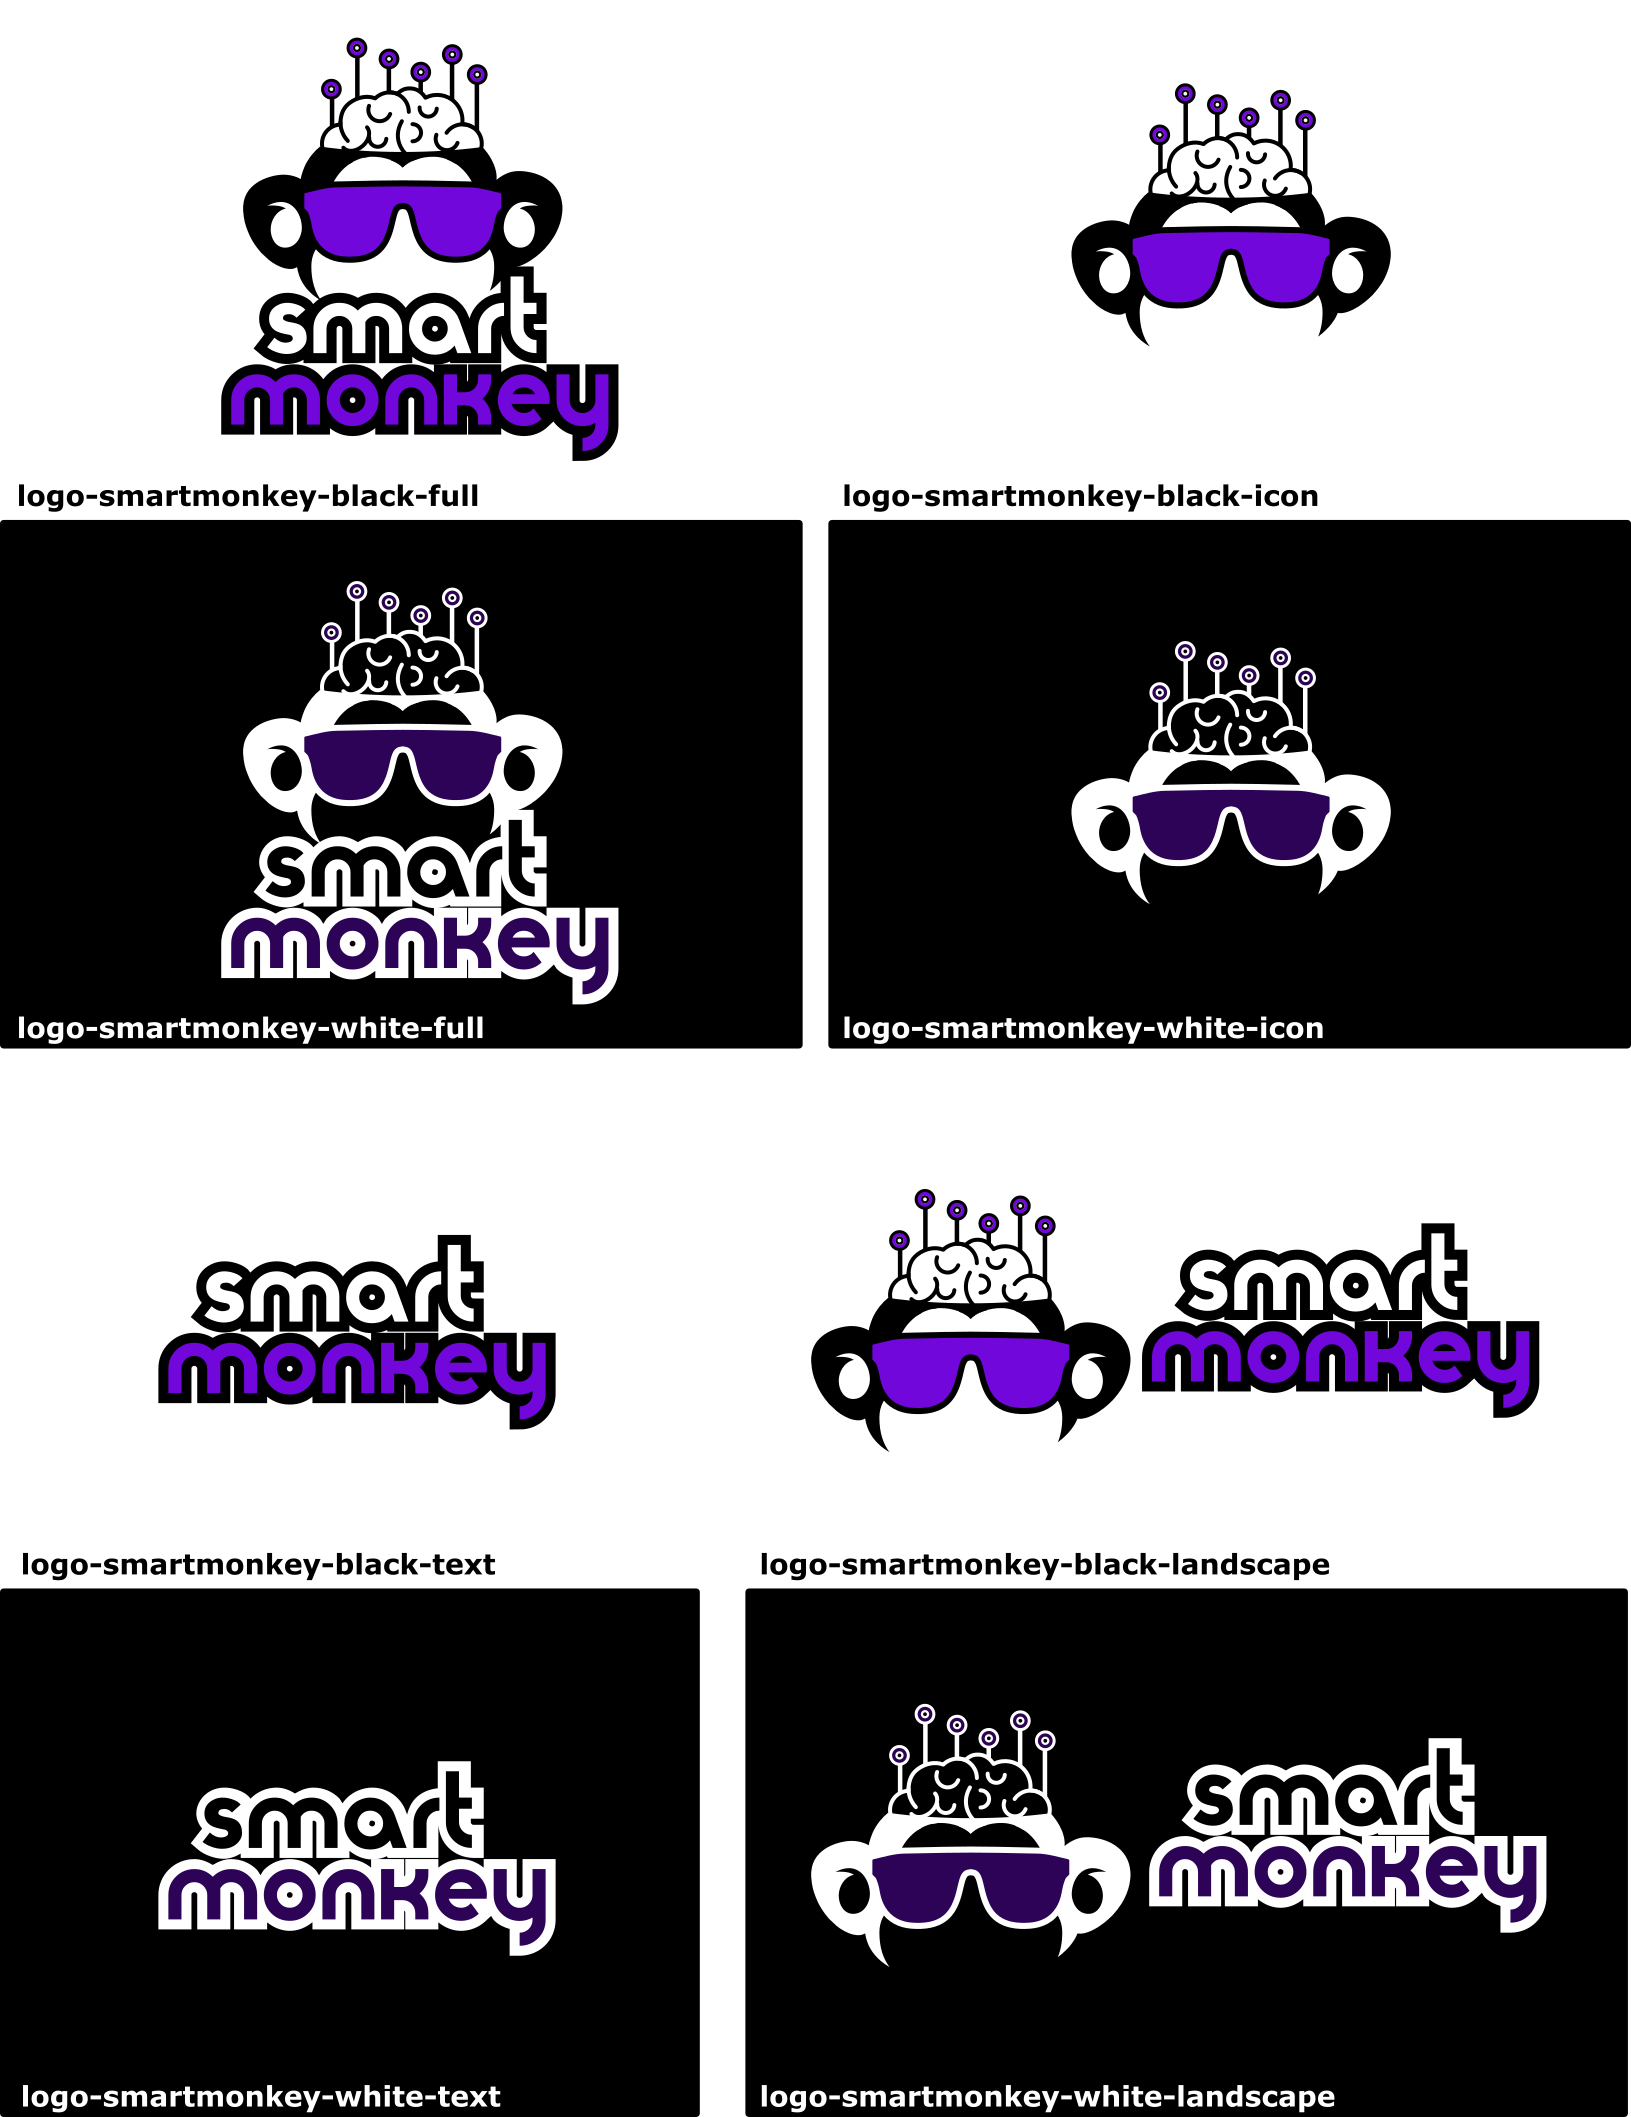 smart
monkey
logo-smartmonkey-black-full
logo-smartmonkey-black-icon
smart
monkey
logo-smartmonkey-white-full
logo-smartmonkey-white-icon
smart
monkey
logo-smartmonkey-black-text
smart
monkey
logo-smartmonkey-black-landscape
smart
monkey
logo-smartmonkey-white-text
smart
monkey
logo-smartmonkey-white-landscape